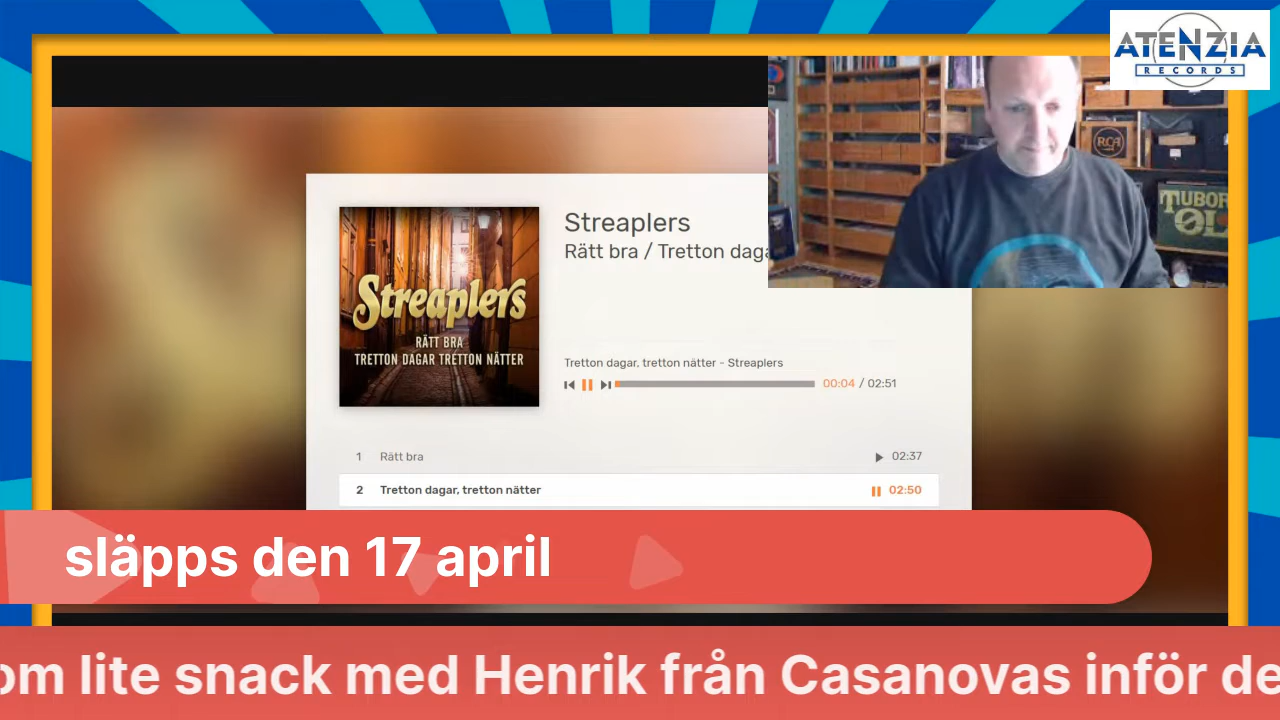 ATENZIA
RECORDS
RCA
TUBOR
ØL
Streaplers
Rätt bra / Tretton daga
Streaplers
RÄTT BRA
TRETTON DAGAR TRETTON NÄTTER
Tretton dagar, tretton nätter - Streaplers
00:04 / 02:51
1 Rätt bra 02:37
2 Tretton dagar, tretton nätter 02:50
släpps den 17 april
om lite snack med Henrik från Casanovas inför de